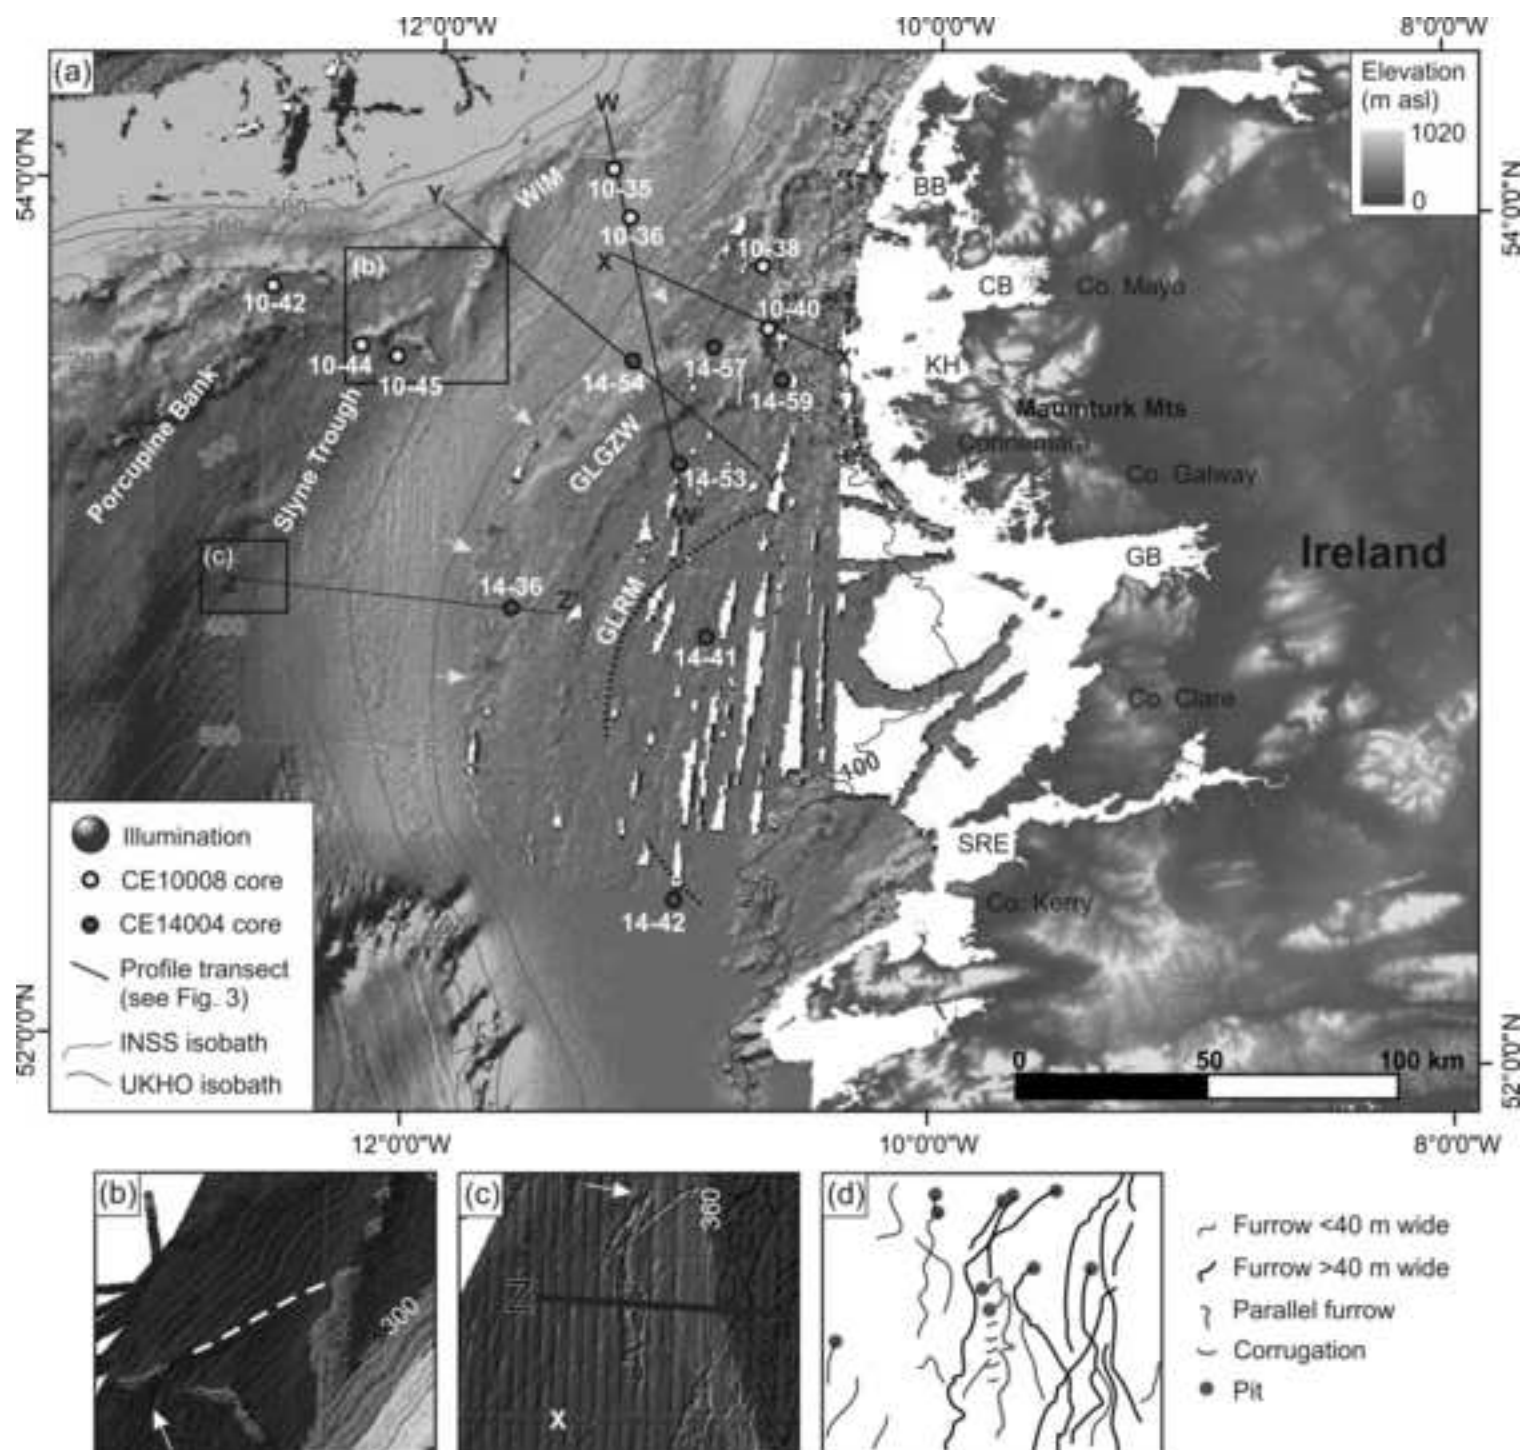 12°0'0"W
10°0'0"W
8°0'0"W
(a)
Elevation
(m asl)
1020
0
54°0'0"N
54°0'0"N
W
BB
10-35
WIM
Y
10-36
10-38
X
(b)
CB
Co. Mayo
10-42
10-40
10-44
10-45
14-57
14-54
KH
14-59
Maumturk Mts
Connemara
Porcupine Bank
Slyne Trough
GLGZW
14-53
Co. Galway
W'
(c)
GB
Ireland
14-36
Z'
GLRM
14-41
Co. Clare
100
Illumination
SRE
CE10008 core
Co. Kerry
CE14004 core
14-42
Profile transect
(see Fig. 3)
INSS isobath
UKHO isobath
52°0'0"N
52°0'0"N
0 50 100 km
12°0'0"W
10°0'0"W
8°0'0"W
(b)
300
(c)
360
Z
X
(d)
Furrow <40 m wide
Furrow >40 m wide
Parallel furrow
Corrugation
Pit